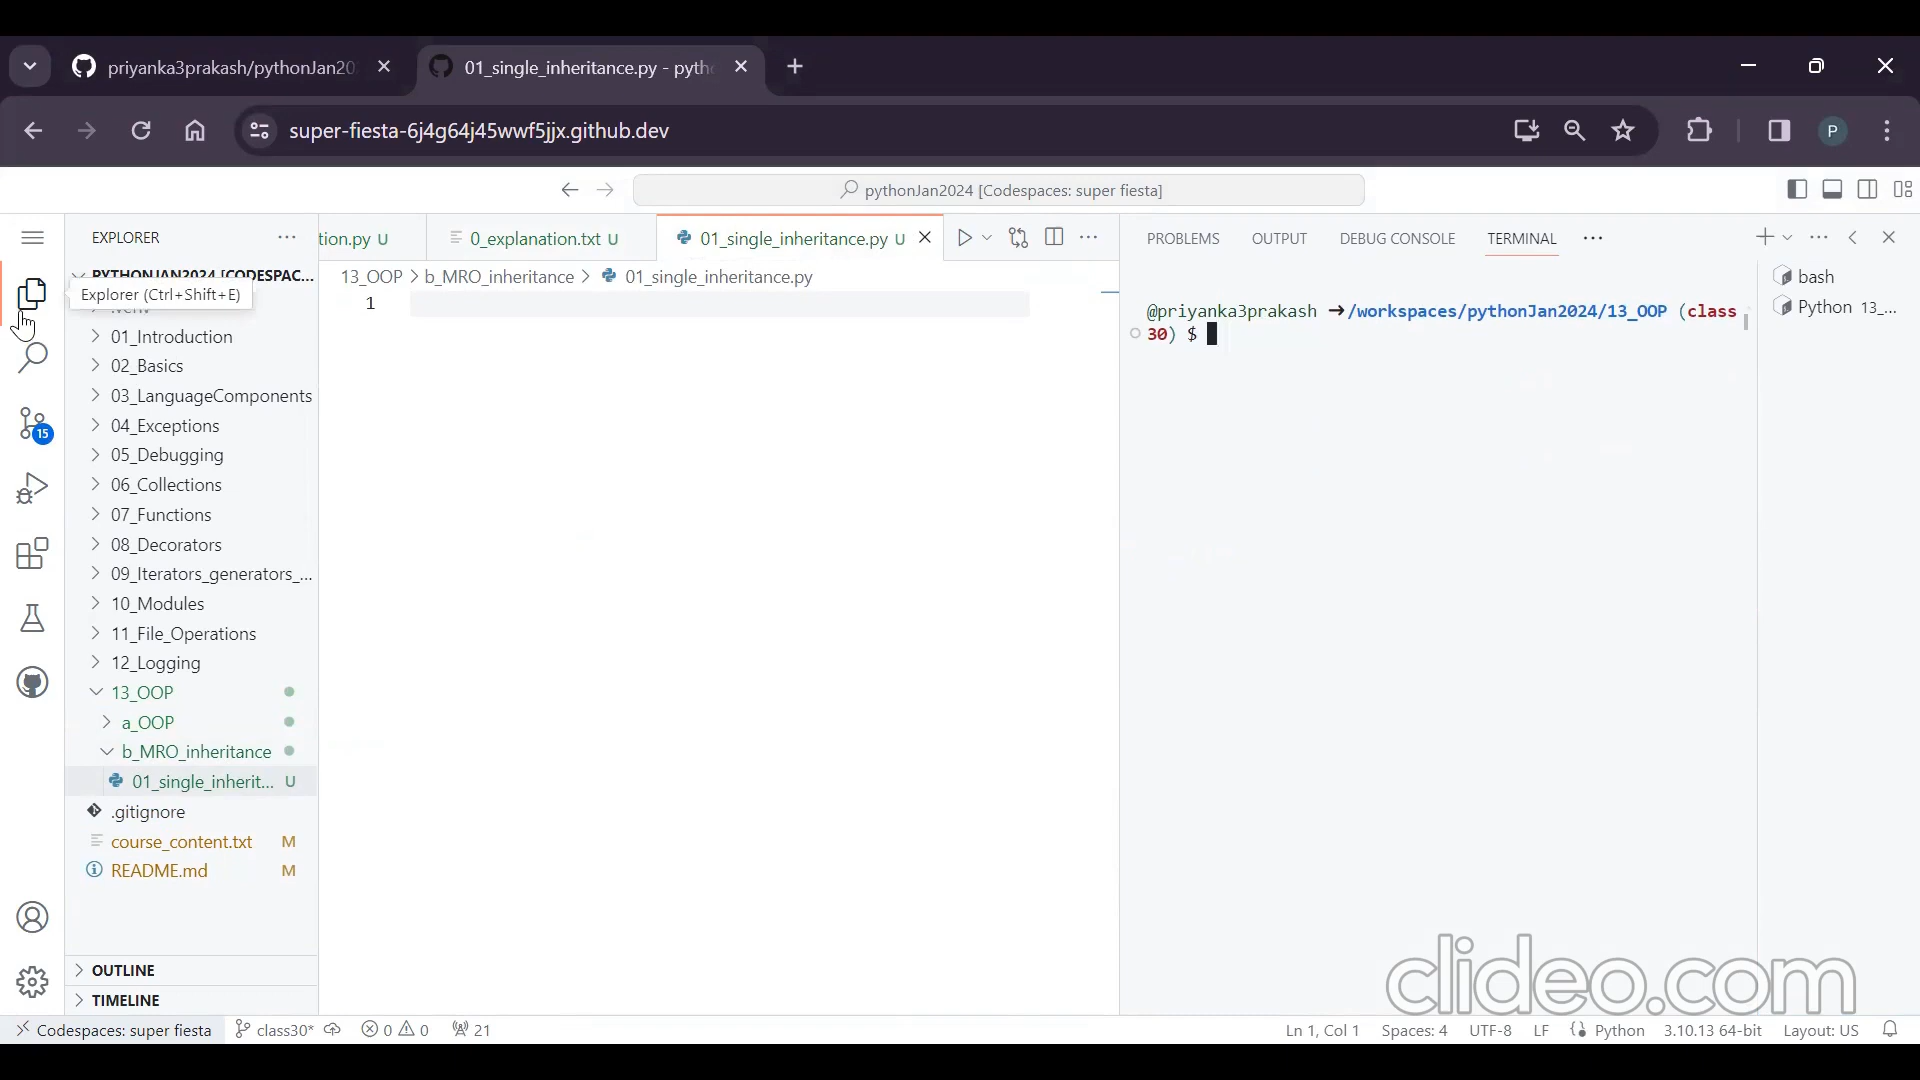 priyanka3prakash/pythonJan20
01_single_inheritance.py - pyth
super-fiesta-6j4g64j45wwf5jjx.github.dev
P
pythonJan2024 [Codespaces: super fiesta]
EXPLORER
PYTHONJAN2024 [CODESPAC...
Explorer (Ctrl+Shift+E)
.venv
01_Introduction
02_Basics
03_LanguageComponents
04_Exceptions
05_Debugging
06_Collections
07_Functions
08_Decorators
09_Iterators_generators_...
10_Modules
11_File_Operations
12_Logging
13_OOP
a_OOP
b_MRO_inheritance
01_single_inherit... U
.gitignore
course_content.txt M
README.md M
OUTLINE
TIMELINE
15
tion.py U
0_explanation.txt U
01_single_inheritance.py U
13_OOP > b_MRO_inheritance > 01_single_inheritance.py
1
PROBLEMS OUTPUT DEBUG CONSOLE TERMINAL
@priyanka3prakash ➜/workspaces/pythonJan2024/13_OOP (class
30) $
bash
Python 13_...
clideo.com
Codespaces: super fiesta class30* 0 0 21
Ln 1, Col 1 Spaces: 4 UTF-8 LF Python 3.10.13 64-bit Layout: US